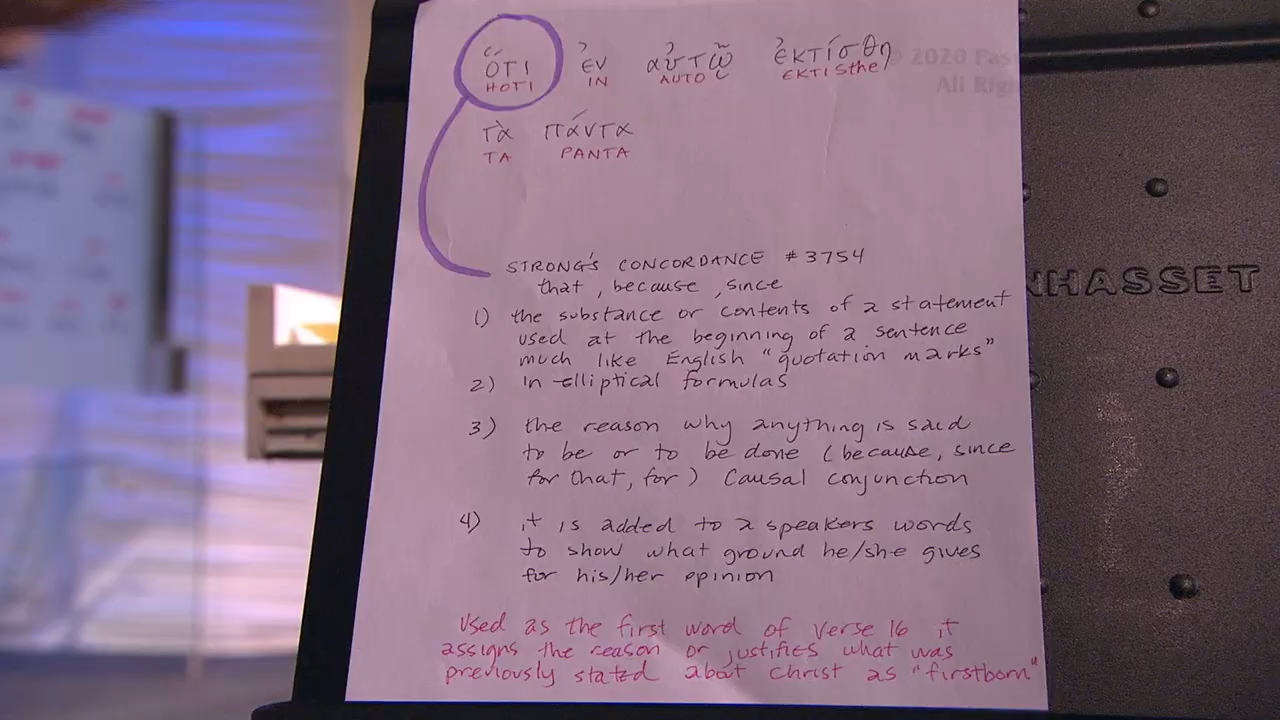 ὅτι ἐν αὐτῷ ἐκτίσθη
HOTI IN AUTO EKTISthe
© 2020 Pas
All Rig
τὰ πάντα
TA PANTA
STRONG'S CONCORDANCE #3754
that, because, since
1) the substance or contents of a statement
used at the beginning of a sentence
much like English "quotation marks"
2) in elliptical formulas
3) the reason why anything is said
to be or to be done (because, since
for that, for) Causal conjunction
4) it is added to a speakers words
to show what ground he/she gives
for his/her opinion
Used as the first word of verse 16 it
assigns the reason or justifies what was
previously stated about Christ as "firstborn"
NHASSET